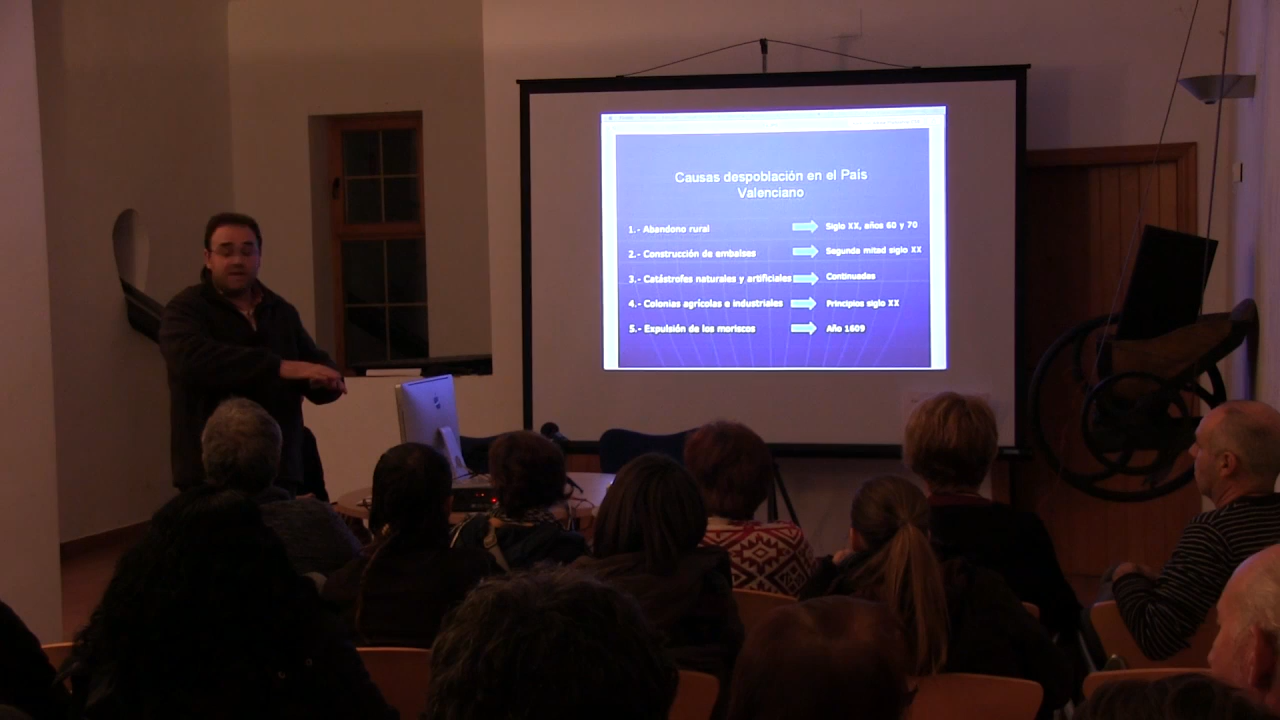 Causas despoblación en el País
Valenciano
1.- Abandono rural Siglo XX, años 60 y 70
2.- Construcción de embalses Segunda mitad siglo XX
3.- Catástrofes naturales y artificiales Continuadas
4.- Colonias agrícolas e industriales Principios siglo XX
5.- Expulsión de los moriscos Año 1609